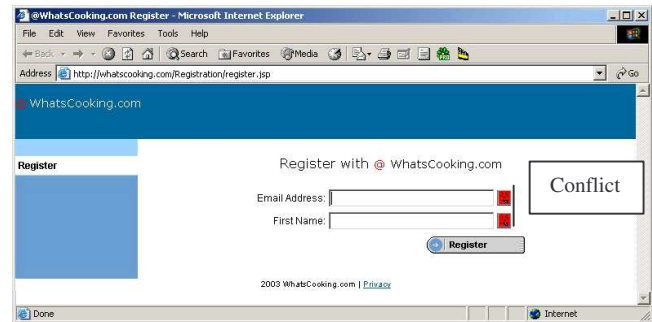 @WhatsCooking.com Register - Microsoft Internet Explorer
File Edit View Favorites Tools Help
Back Search Favorites Media
Address http://whatscooking.com/Registration/register.jsp Go
@ WhatsCooking.com
Register with @ WhatsCooking.com
Register
Conflict
Email Address:
First Name:
Register
2003 WhatsCooking.com | Privacy
Done Internet